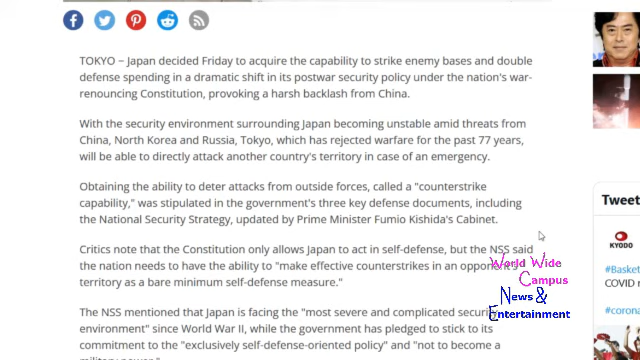 TOKYO – Japan decided Friday to acquire the capability to strike enemy bases and double
defense spending in a dramatic shift in its postwar security policy under the nation's war-
renouncing Constitution, provoking a harsh backlash from China.
With the security environment surrounding Japan becoming unstable amid threats from
China, North Korea and Russia, Tokyo, which has rejected warfare for the past 77 years,
will be able to directly attack another country's territory in case of an emergency.
Obtaining the ability to deter attacks from outside forces, called a "counterstrike
capability," was stipulated in the government's three key defense documents, including
the National Security Strategy, updated by Prime Minister Fumio Kishida's Cabinet.
Critics note that the Constitution only allows Japan to act in self-defense, but the NSS said
the nation needs to have the ability to "make effective counterstrikes in an opponent's
territory as a bare minimum self-defense measure."
The NSS mentioned that Japan is facing the "most severe and complicated security
environment" since World War II, while the government has pledged to stick to its
commitment to the "exclusively self-defense-oriented policy" and "not to become a
military power."
Tweet
KYODO
#Basket
COVID r
#corona
World Wide
Campus
News &
Entertainment